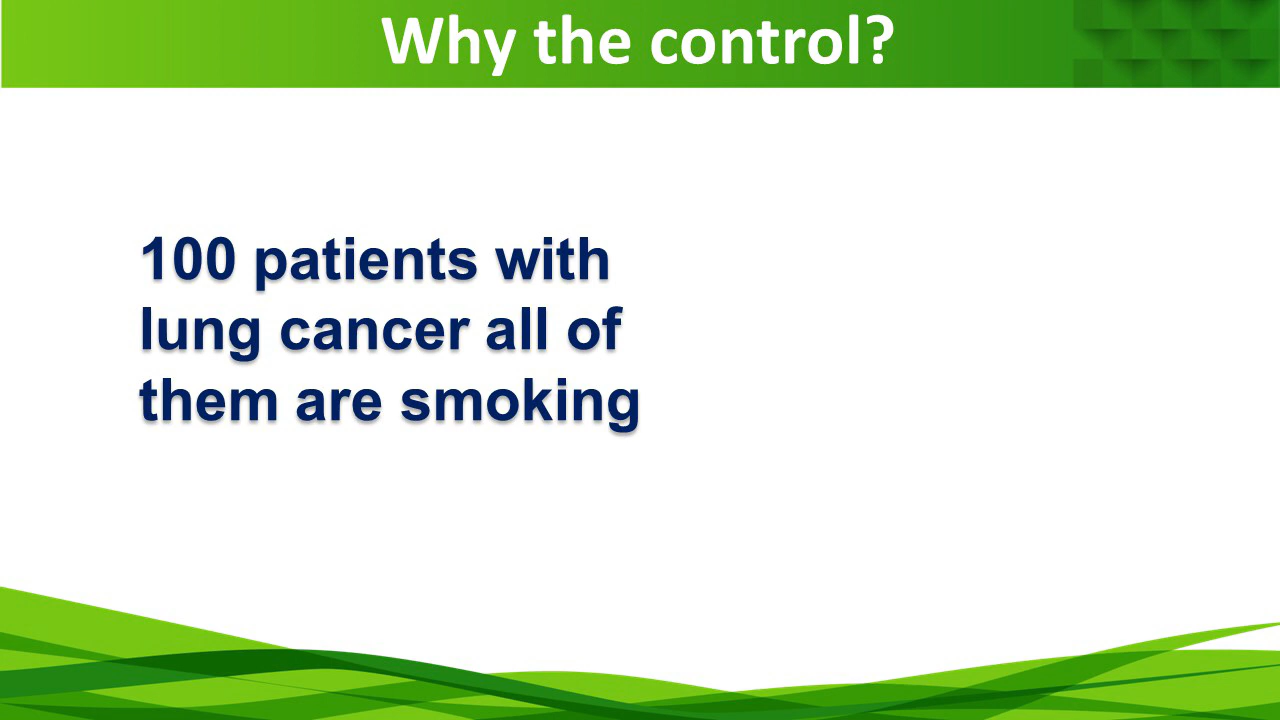 Why the control?
100 patients with
lung cancer all of
them are smoking